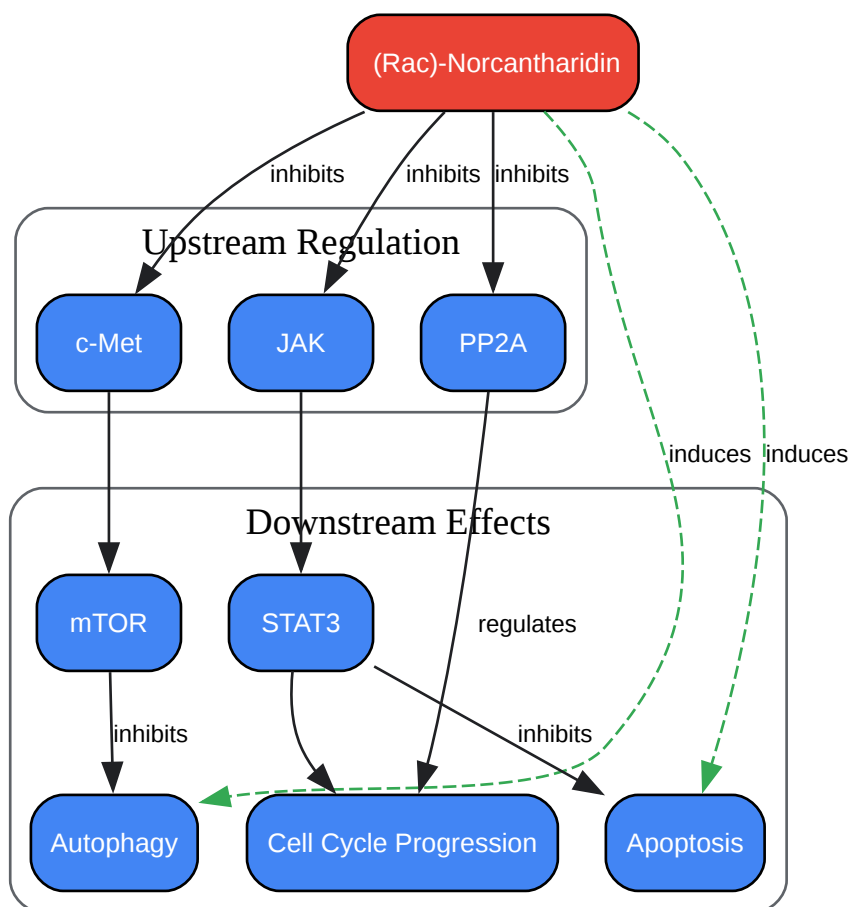 (Rac)-Norcantharidin
inhibits
inhibits
inhibits
Upstream Regulation
c-Met
JAK
PP2A
induces
induces
Downstream Effects
mTOR
STAT3
regulates
inhibits
inhibits
Autophagy
Cell Cycle Progression
Apoptosis